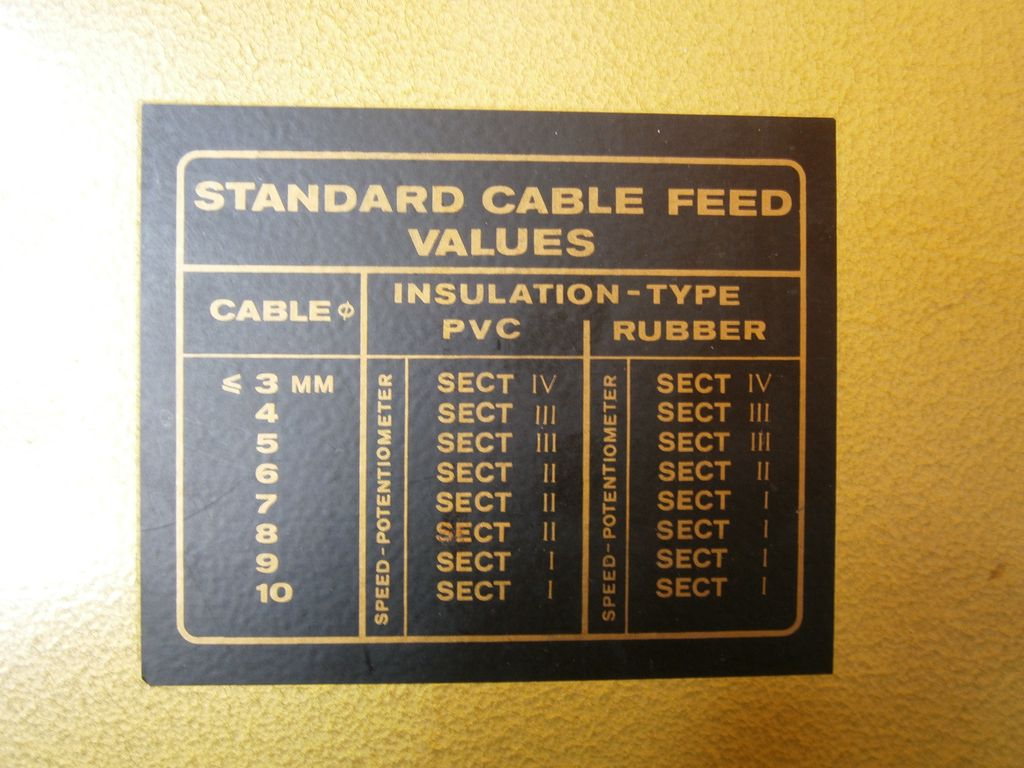 STANDARD CABLE FEED
VALUES
CABLE ⌀
INSULATION-TYPE
PVC RUBBER
SPEED-POTENTIOMETER SPEED-POTENTIOMETER
≤ 3 MM SECT IV SECT IV
4 SECT III SECT III
5 SECT III SECT III
6 SECT II SECT II
7 SECT II SECT I
8 SECT II SECT I
9 SECT I SECT I
10 SECT I SECT I